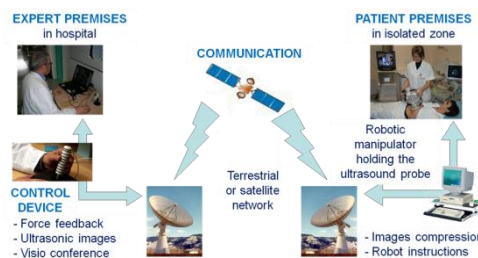 EXPERT PREMISES
in hospital
COMMUNICATION
PATIENT PREMISES
in isolated zone
Robotic
manipulator
holding the
ultrasound probe
Terrestrial
or satellite
network
CONTROL
DEVICE
- Force feedback
- Ultrasonic images
- Visio conference
- Images compression
- Robot instructions